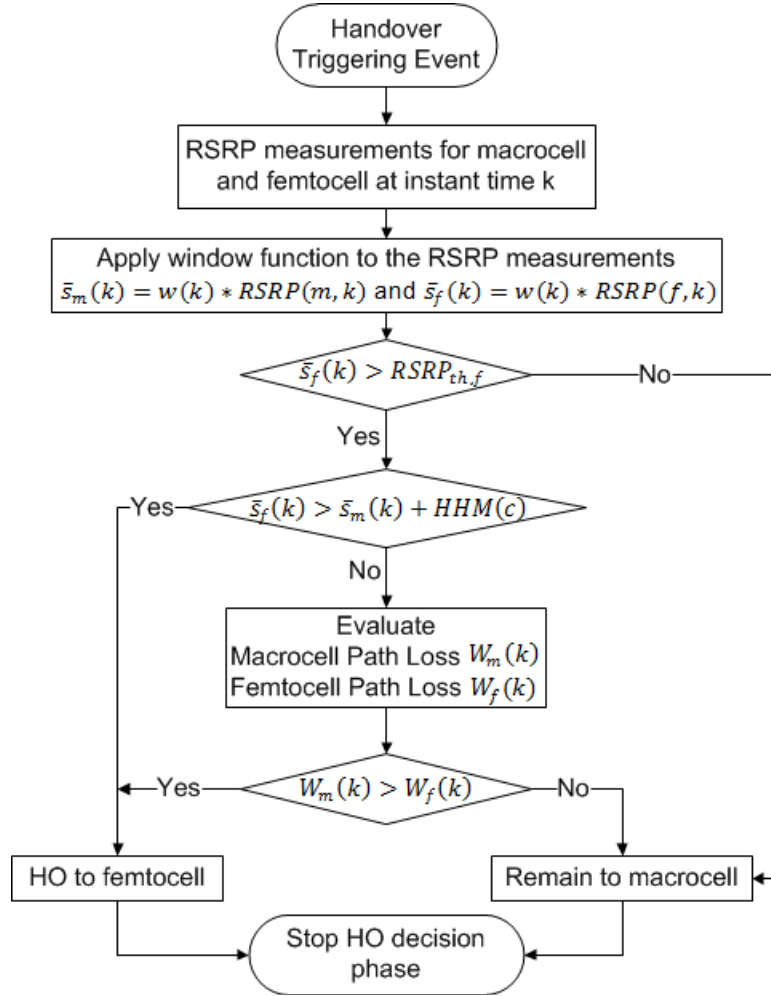 Handover
Triggering Event
RSRP measurements for macrocell
and femtocell at instant time k
Apply window function to the RSRP measurements
s̄_m(k) = w(k) * RSRP(m, k) and s̄_f(k) = w(k) * RSRP(f, k)
s̄_f(k) > RSRP_th,f
No
Yes
s̄_f(k) > s̄_m(k) + HHM(c)
Yes
No
Evaluate
Macrocell Path Loss W_m(k)
Femtocell Path Loss W_f(k)
W_m(k) > W_f(k)
Yes
No
HO to femtocell
Remain to macrocell
Stop HO decision
phase